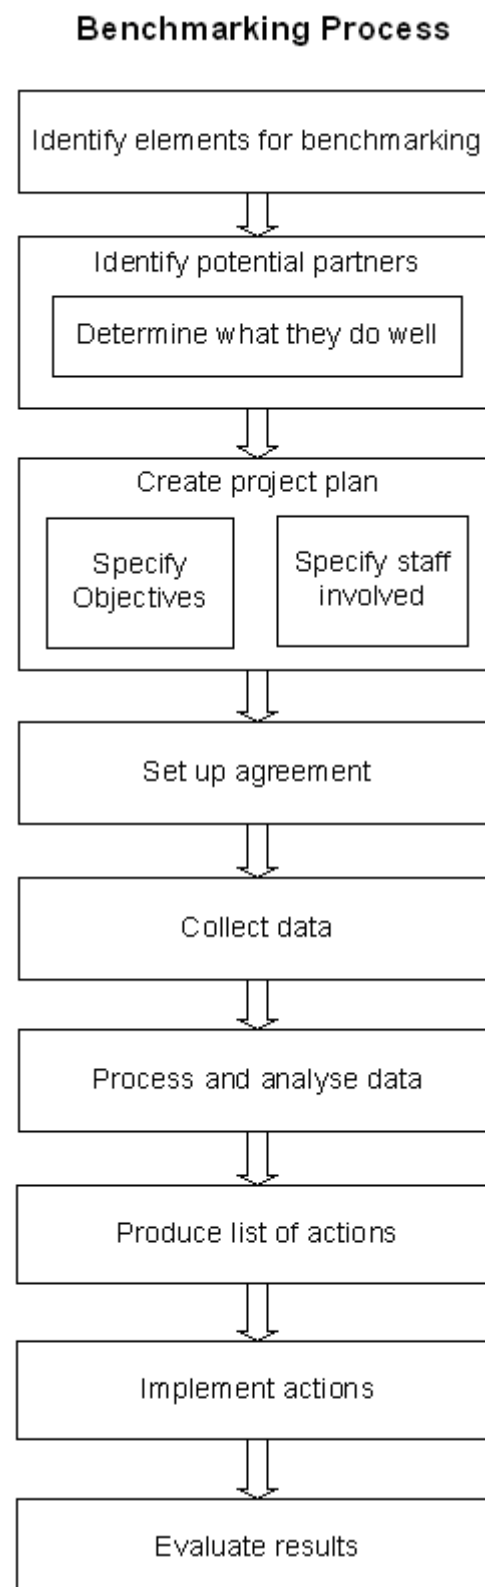 Benchmarking Process
Identify elements for benchmarking
Identify potential partners
Determine what they do well
Create project plan
Specify
Objectives
Specify staff
involved
Set up agreement
Collect data
Process and analyse data
Produce list of actions
Implement actions
Evaluate results